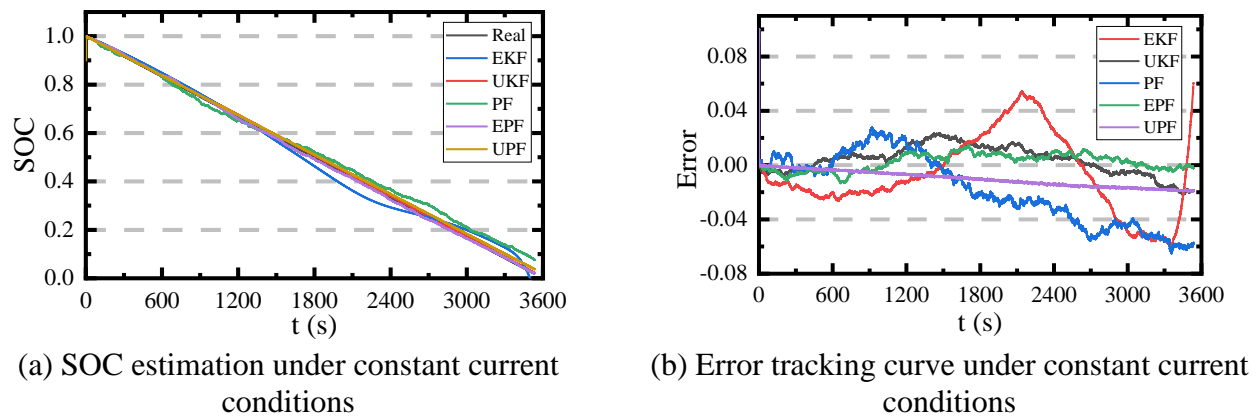 1.0
0.8
0.6
0.4
0.2
0.0
SOC
0
600
1200
1800
2400
3000
3600
t (s)
Real
EKF
UKF
PF
EPF
UPF
(a) SOC estimation under constant current
conditions
0.08
0.04
0.00
-0.04
-0.08
Error
0
600
1200
1800
2400
3000
3600
t (s)
EKF
UKF
PF
EPF
UPF
(b) Error tracking curve under constant current
conditions